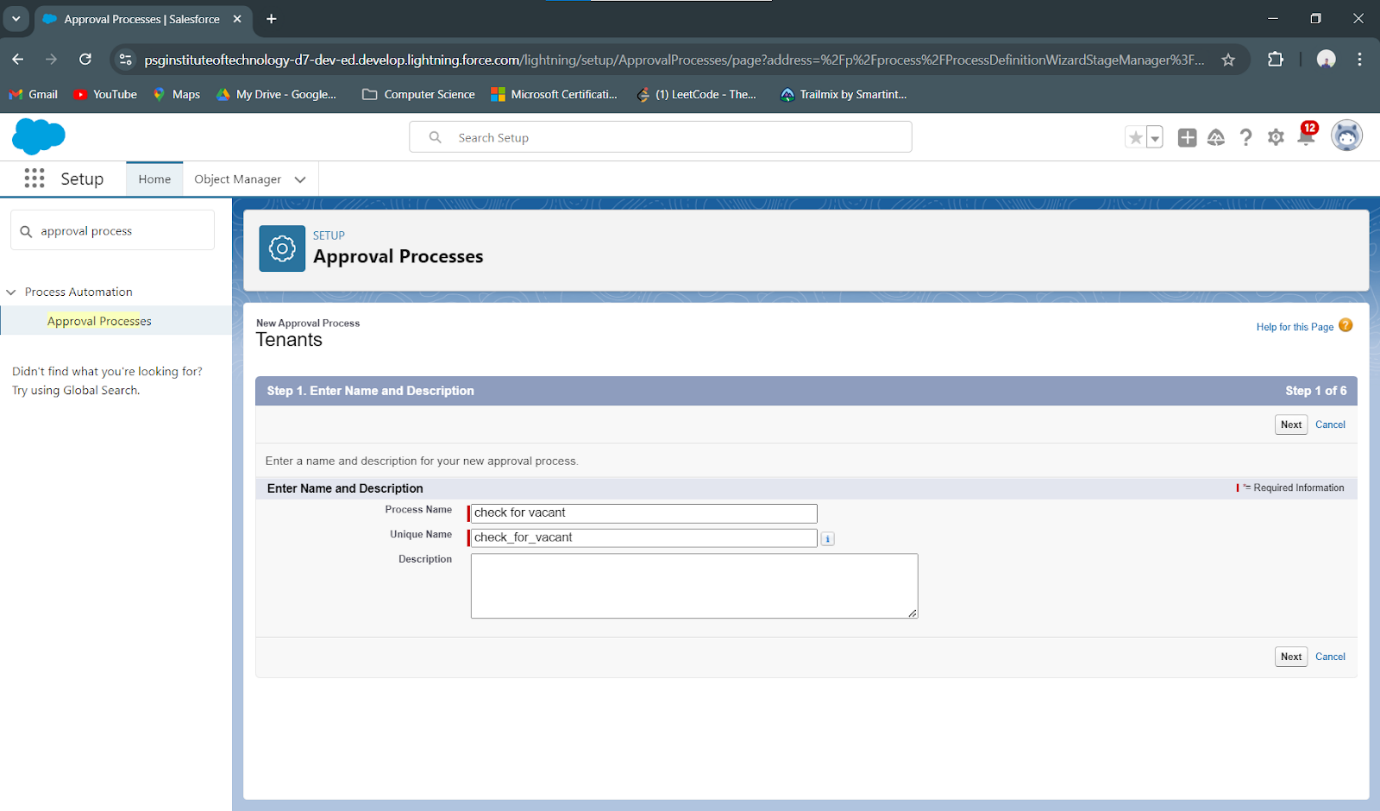 Approval Processes | Salesforce
psginstituteoftechnology-d7-dev-ed.develop.lightning.force.com/lightning/setup/ApprovalProcesses/page?address=%2Fp%2Fprocess%2FProcessDefinitionWizardStageManager%3F...
Gmail YouTube Maps My Drive - Google... Computer Science Microsoft Certificati... (1) LeetCode - The... Trailmix by Smartint...
Search Setup
12
Setup Home Object Manager
approval process
Process Automation
Approval Processes
Didn't find what you're looking for?
Try using Global Search.
SETUP
Approval Processes
New Approval Process
Tenants
Help for this Page ?
Step 1. Enter Name and Description Step 1 of 6
Next Cancel
Enter a name and description for your new approval process.
Enter Name and Description = Required Information
Process Name check for vacant
Unique Name check_for_vacant i
Description
Next Cancel